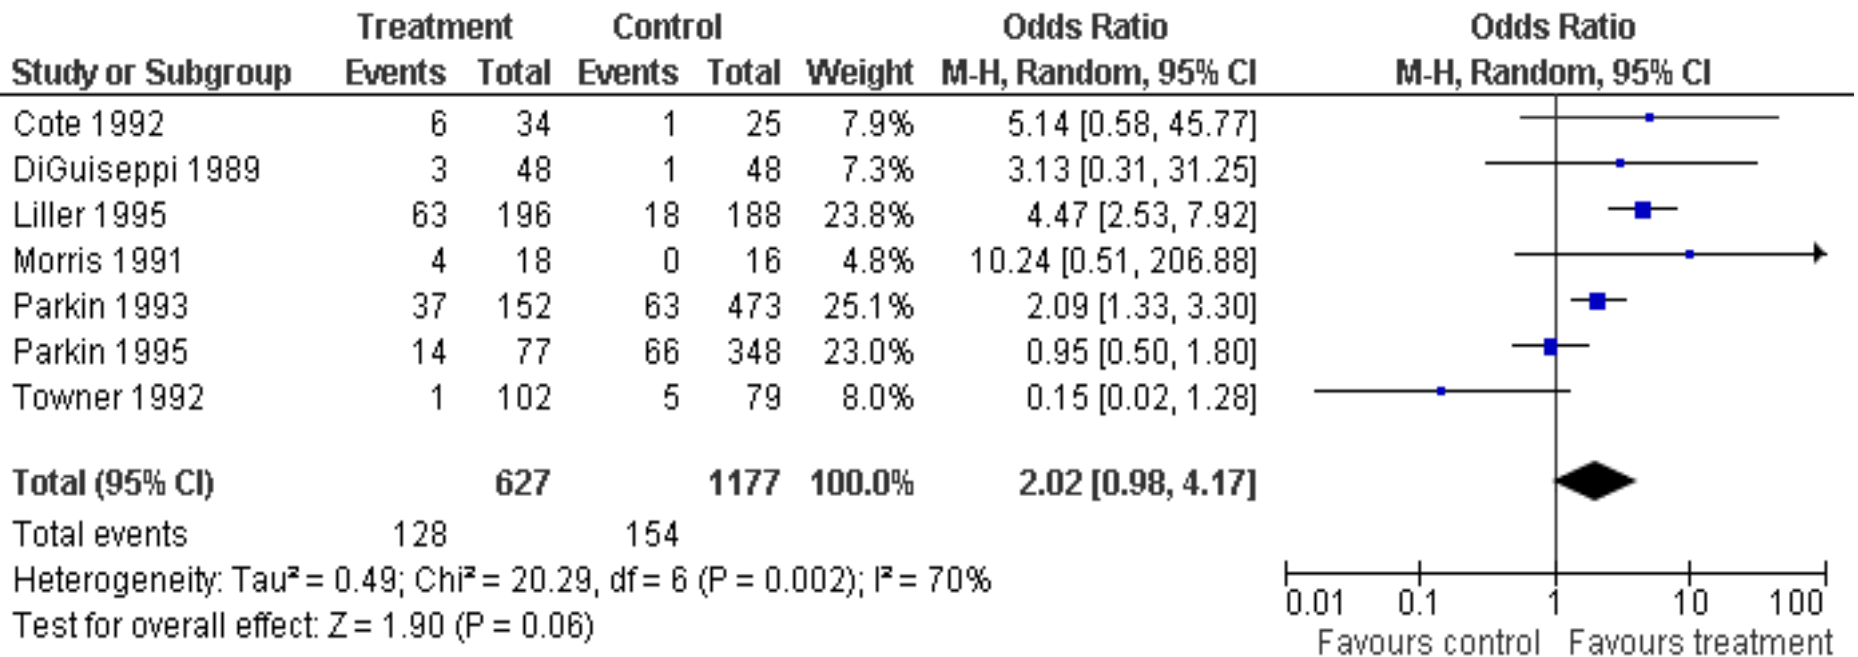 Treatment Control Odds Ratio Odds Ratio
Study or Subgroup Events Total Events Total Weight M-H, Random, 95% CI M-H, Random, 95% CI
Cote 1992 6 34 1 25 7.9% 5.14 [0.58, 45.77]
DiGuiseppi 1989 3 48 1 48 7.3% 3.13 [0.31, 31.25]
Liller 1995 63 196 18 188 23.8% 4.47 [2.53, 7.92]
Morris 1991 4 18 0 16 4.8% 10.24 [0.51, 206.88]
Parkin 1993 37 152 63 473 25.1% 2.09 [1.33, 3.30]
Parkin 1995 14 77 66 348 23.0% 0.95 [0.50, 1.80]
Towner 1992 1 102 5 79 8.0% 0.15 [0.02, 1.28]
Total (95% CI) 627 1177 100.0% 2.02 [0.98, 4.17]
Total events 128 154
Heterogeneity: Tau² = 0.49; Chi² = 20.29, df = 6 (P = 0.002); I² = 70%
Test for overall effect: Z = 1.90 (P = 0.06)
0.01 0.1 1 10 100
Favours control Favours treatment